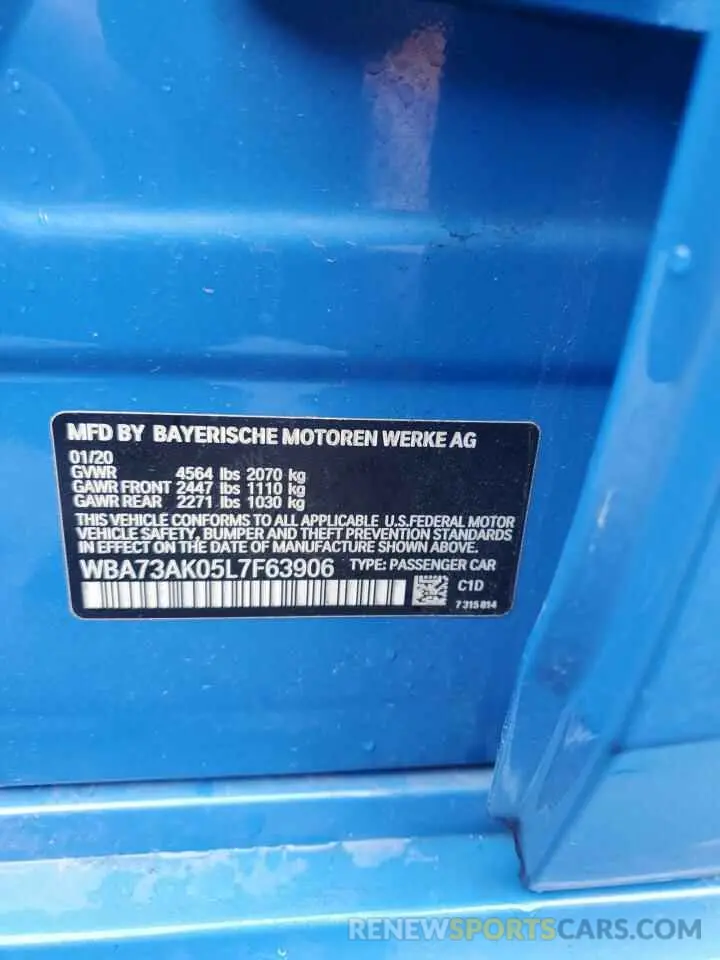 MFD BY BAYERISCHE MOTOREN WERKE AG
01/20
GVWR 4564 lbs 2070 kg
GAWR FRONT 2447 lbs 1110 kg
GAWR REAR 2271 lbs 1030 kg
THIS VEHICLE CONFORMS TO ALL APPLICABLE U.S.FEDERAL MOTOR
VEHICLE SAFETY, BUMPER AND THEFT PREVENTION STANDARDS
IN EFFECT ON THE DATE OF MANUFACTURE SHOWN ABOVE.
WBA73AK05L7F63906 TYPE: PASSENGER CAR
C1D
7 315 814
RENEWSPORTSCARS.COM